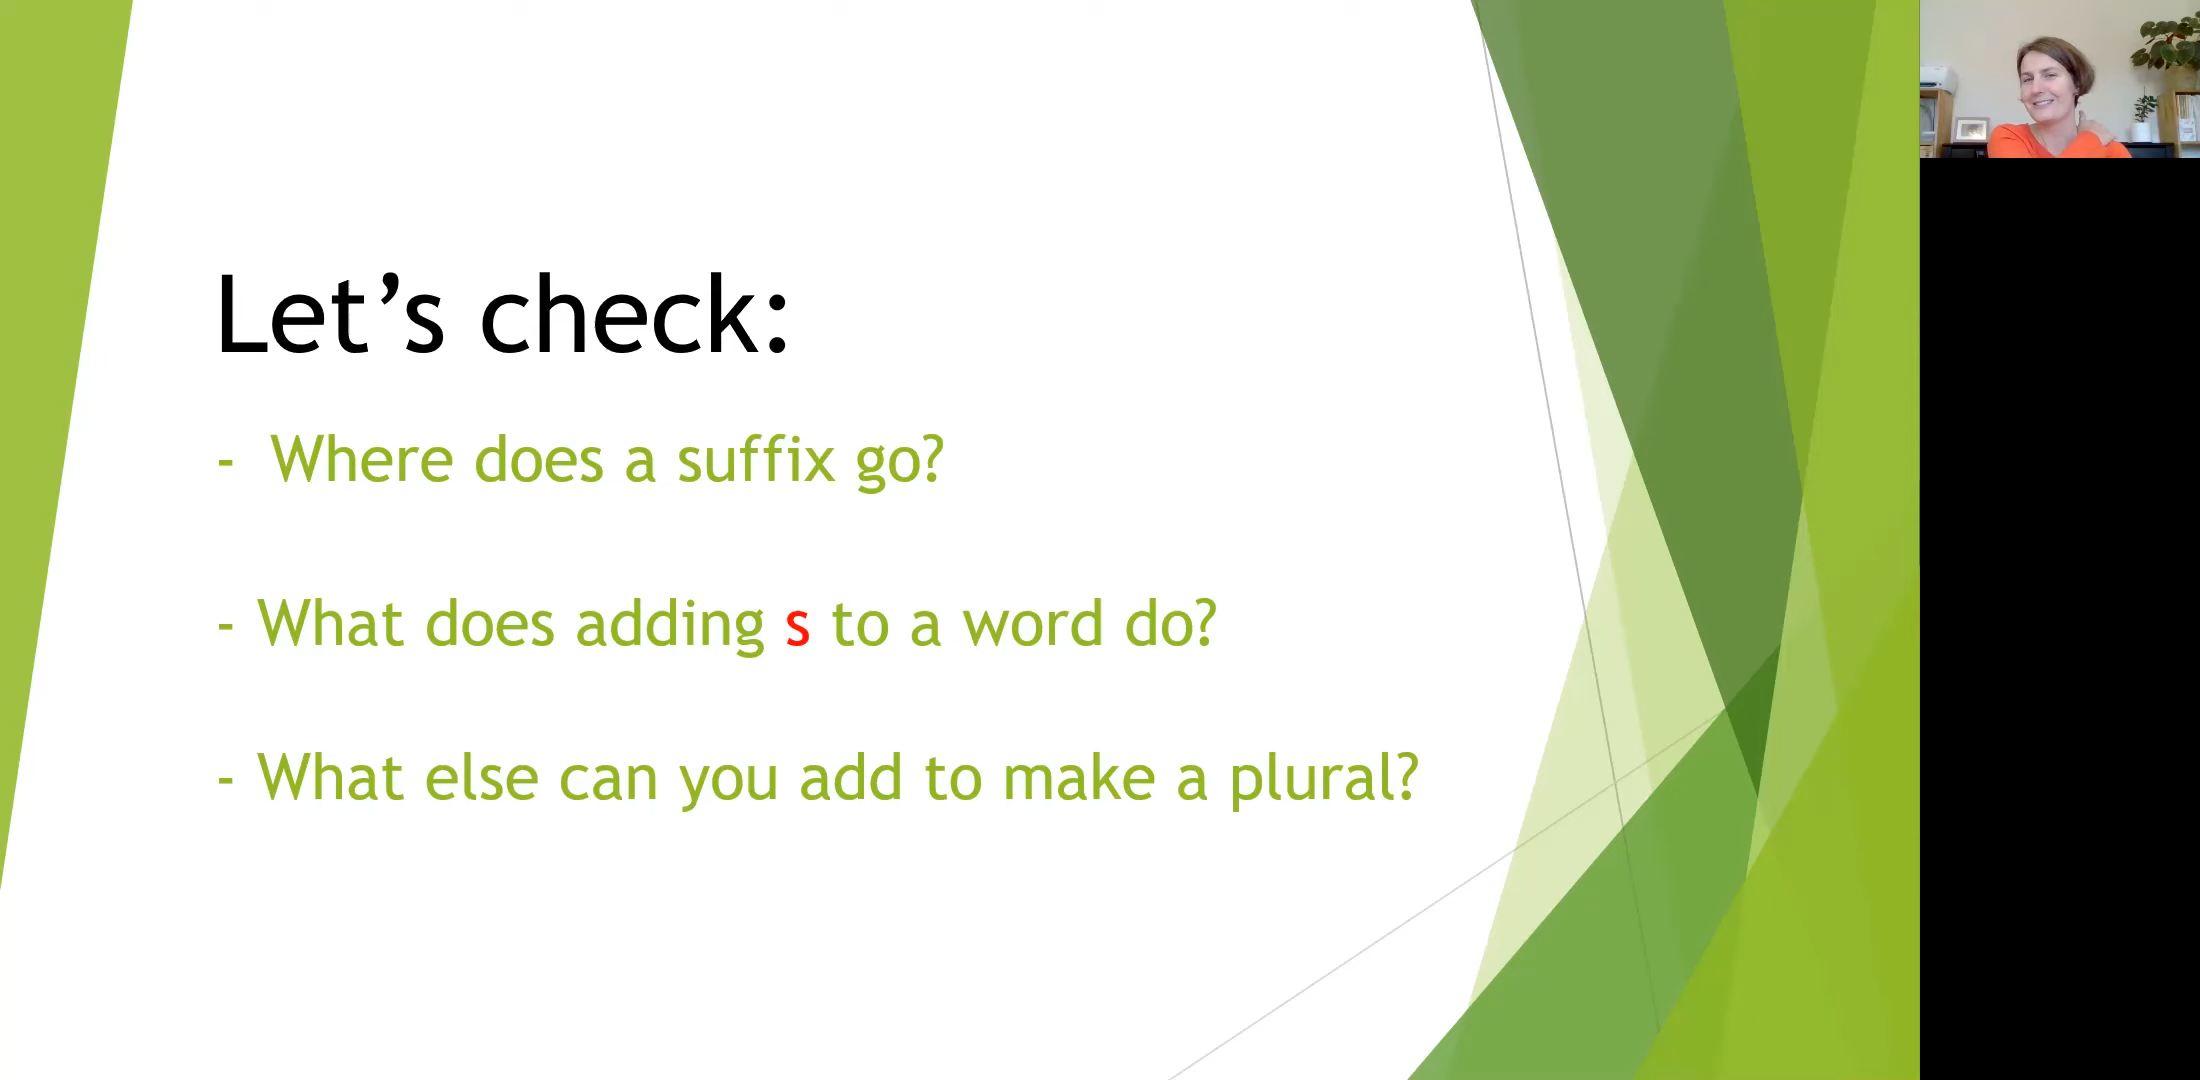 Let’s check:
- Where does a suffix go?
- What does adding s to a word do?
- What else can you add to make a plural?